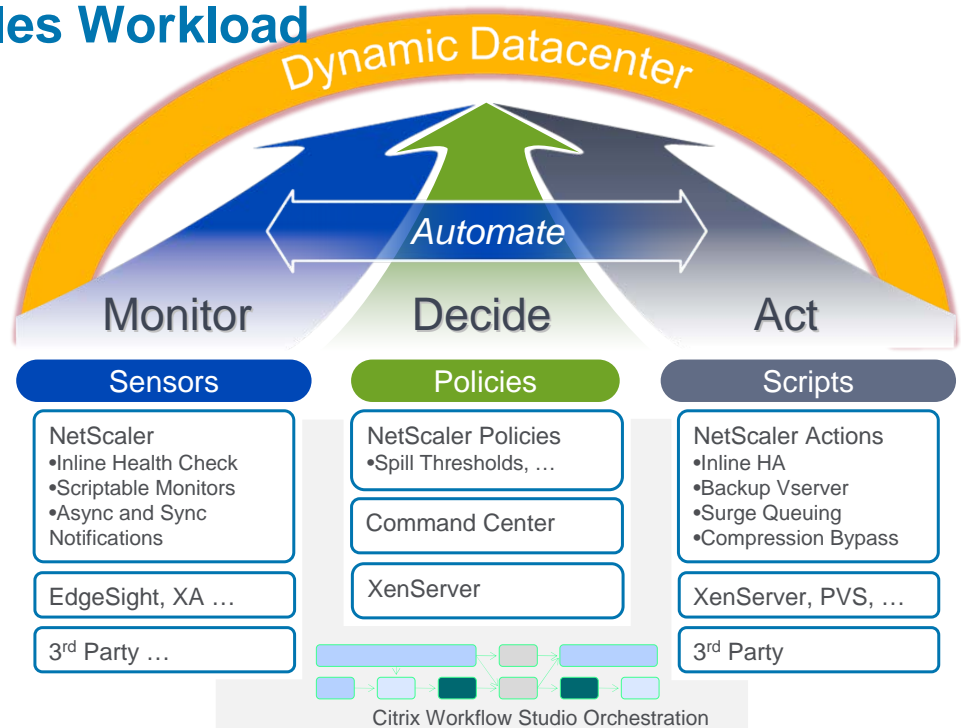 les Workload
Dynamic Datacenter
Automate
Monitor
Decide
Act
Sensors
Policies
Scripts
NetScaler
•Inline Health Check
•Scriptable Monitors
•Async and Sync
Notifications
EdgeSight, XA …
3rd Party …
NetScaler Policies
•Spill Thresholds, …
Command Center
XenServer
NetScaler Actions
•Inline HA
•Backup Vserver
•Surge Queuing
•Compression Bypass
XenServer, PVS, …
3rd Party
Citrix Workflow Studio Orchestration